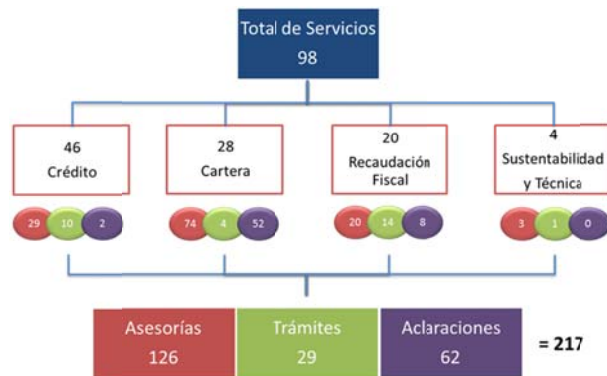 Total de Servicios
98
46
Crédito
28
Cartera
20
Recaudación
Fiscal
4
Sustentabilidad
y Técnica
29 10 2
74 4 52
20 14 8
3 1 0
Asesorías
126
Trámites
29
Aclaraciones
62
= 217